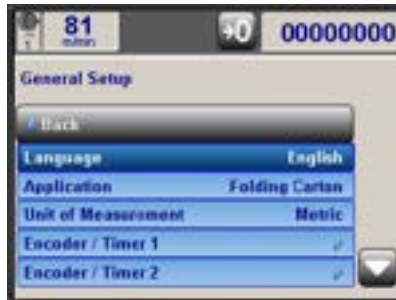 81
m/min
→0
00000000
General Setup
Back
Language English
Application Folding Carton
Unit of Measurement Metric
Encoder / Timer 1
Encoder / Timer 2